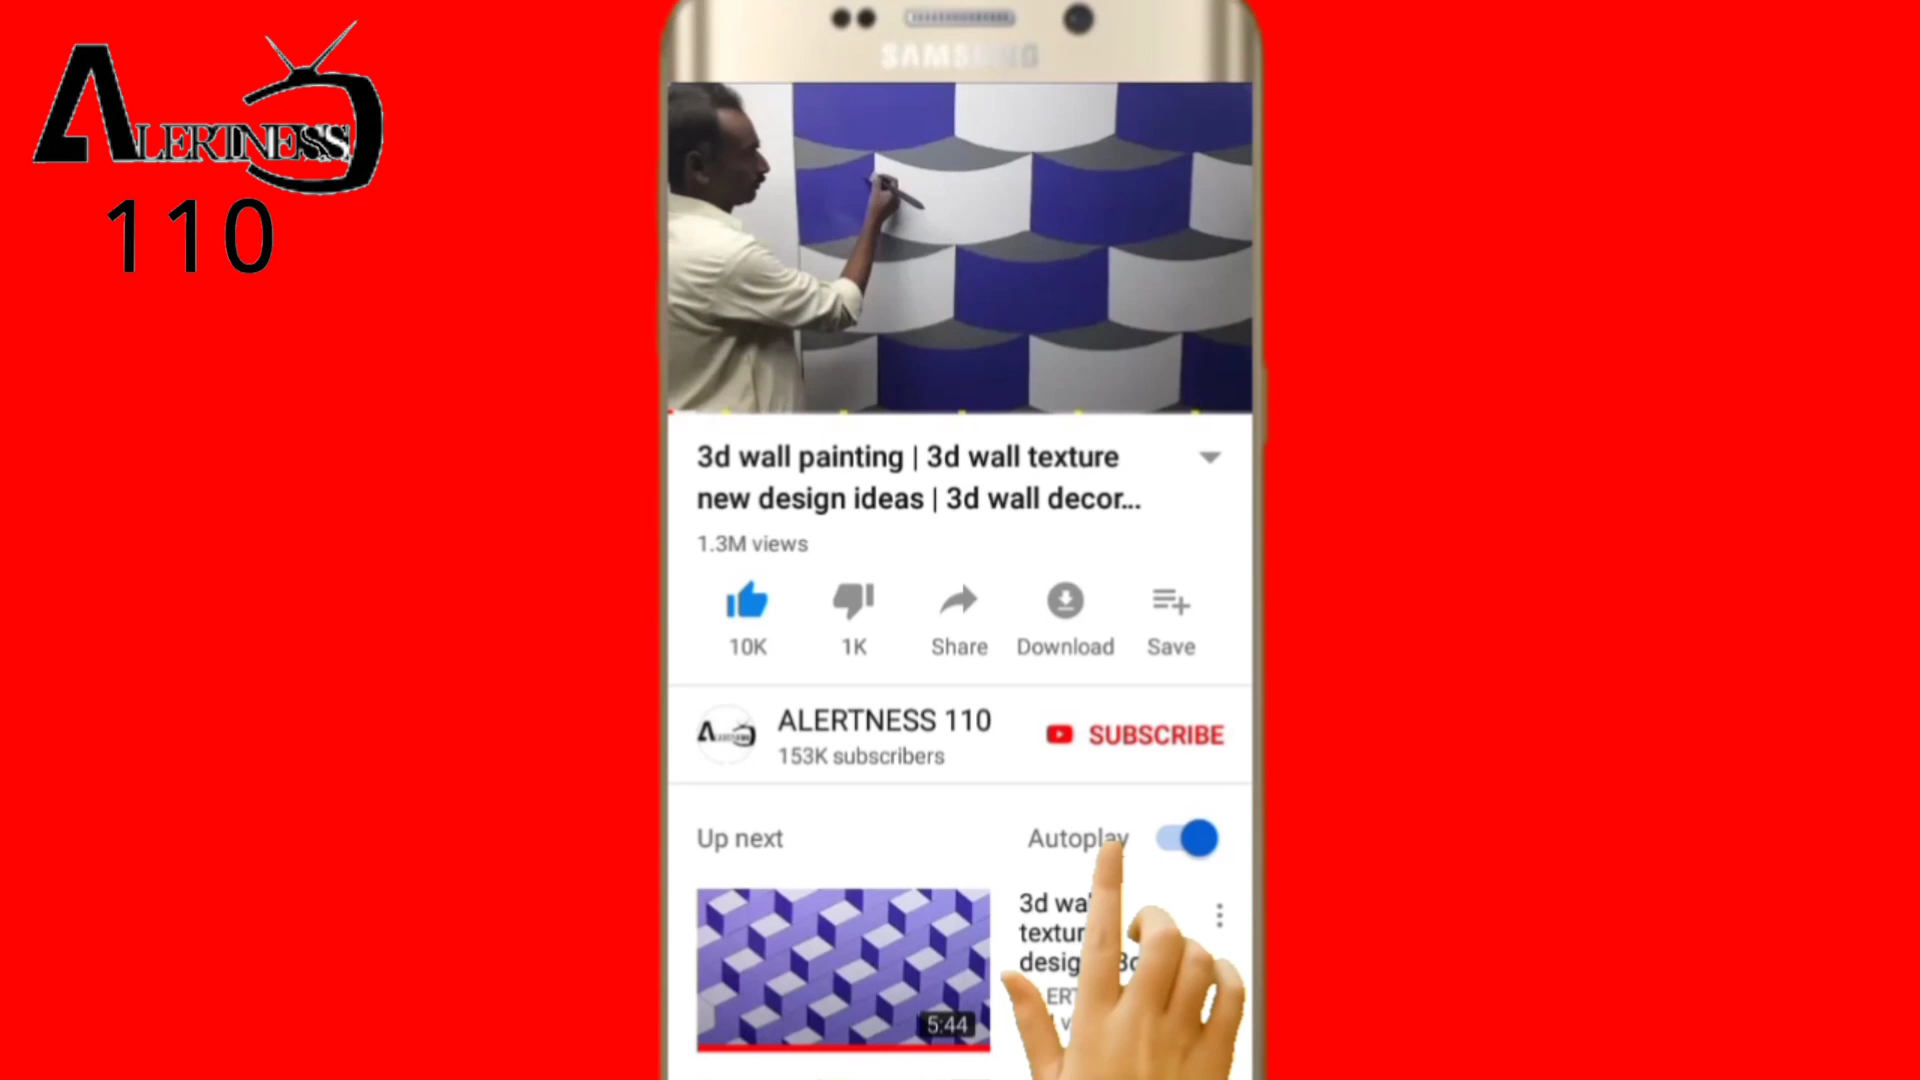 ALERTNESS
110
SAMSUNG
3d wall painting | 3d wall texture
new design ideas | 3d wall decor...
1.3M views
10K
1K
Share
Download
Save
ALERTNESS 110
153K subscribers
SUBSCRIBE
Up next
Autoplay
3d
5:44